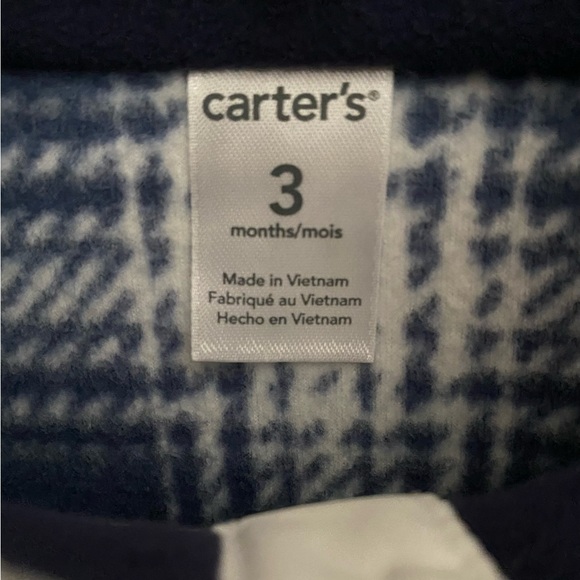 carter's®
3
months/mois
Made in Vietnam
Fabriqué au Vietnam
Hecho en Vietnam